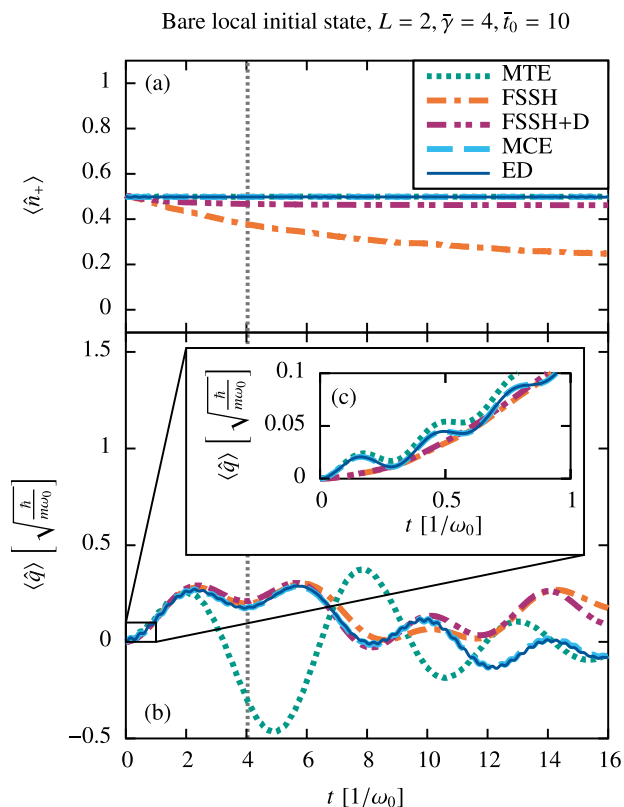 Bare local initial state, L = 2, γ̄ = 4, t̄₀ = 10
(a)
MTE
FSSH
FSSH+D
MCE
ED
1
0.8
0.6
0.4
0.2
0
⟨n̂₊⟩
1.5
1
0.5
0
−0.5
⟨q̂⟩ [√(ħ/mω₀)]
(c)
0.1
0.05
0
⟨q̂⟩ [√(ħ/mω₀)]
0 0.5 1
t [1/ω₀]
(b)
0 2 4 6 8 10 12 14 16
t [1/ω₀]